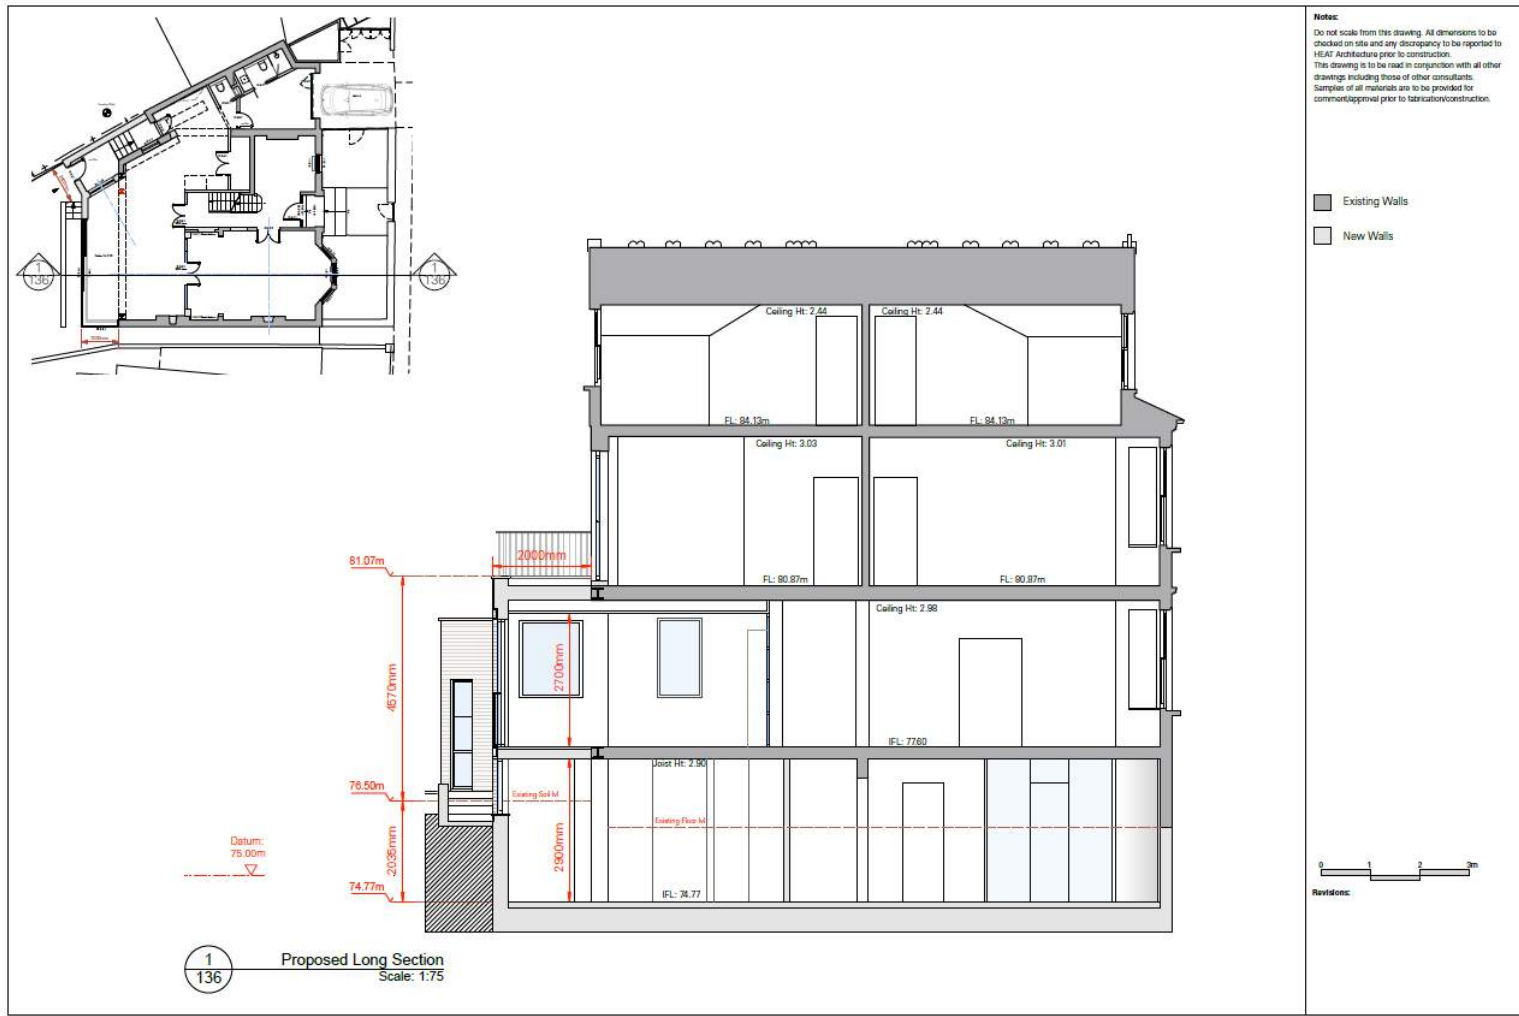 Notes:
Do not scale from this drawing. All dimensions to be
checked on site and any discrepancy to be reported to
HEAT Architecture prior to construction.
This drawing is to be read in conjunction with all other
drawings including those of other consultants.
Samples of all materials are to be provided for
comment/approval prior to fabrication/construction.
Existing Walls
New Walls
1
136
1
136
Ceiling Ht: 2.44
Ceiling Ht: 2.44
FL: 84.13m
FL: 84.13m
Ceiling Ht: 3.03
Ceiling Ht: 3.01
81.07m
2000mm
FL: 80.87m
FL: 80.87m
Ceiling Ht: 2.98
4570mm
2700mm
IFL: 77.60
Joist Ht: 2.90
76.50m
Existing Soil lvl
Existing Floor lvl
Datum:
75.00m
2035mm
2900mm
74.77m
IFL: 74.77
0 1 2 3m
Revisions:
1
136
Proposed Long Section
Scale: 1:75